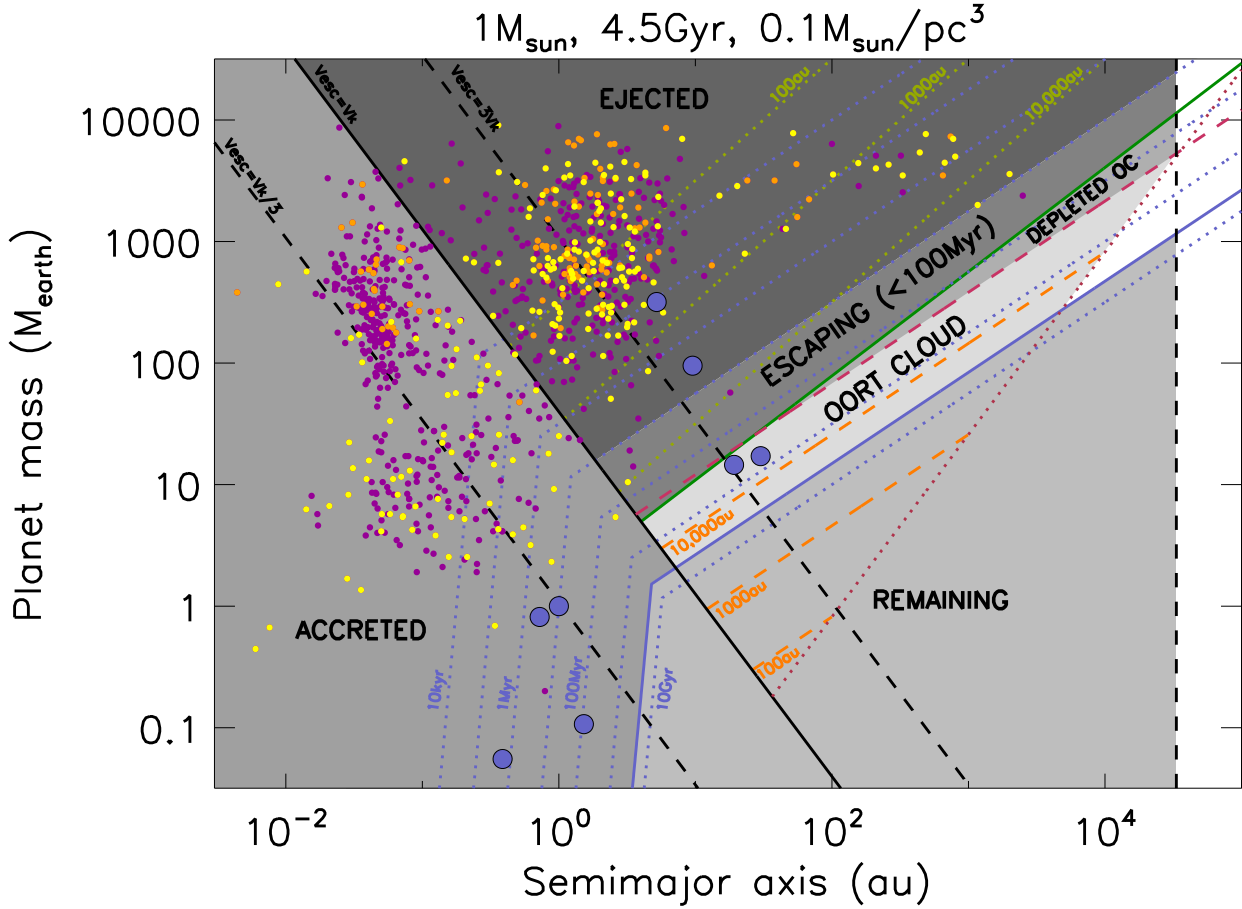 1M_sun, 4.5Gyr, 0.1M_sun/pc^3
Vesc=Vk
Vesc=3Vk
Vesc=Vk/3
EJECTED
100au
1000au
10,000au
DEPLETED OC
ESCAPING (<100Myr)
OORT CLOUD
10,000au
1000au
100au
REMAINING
ACCRETED
10kyr
1Myr
100Myr
10Gyr
10000
1000
100
10
1
0.1
Planet mass (M_earth)
10^-2
10^0
10^2
10^4
Semimajor axis (au)